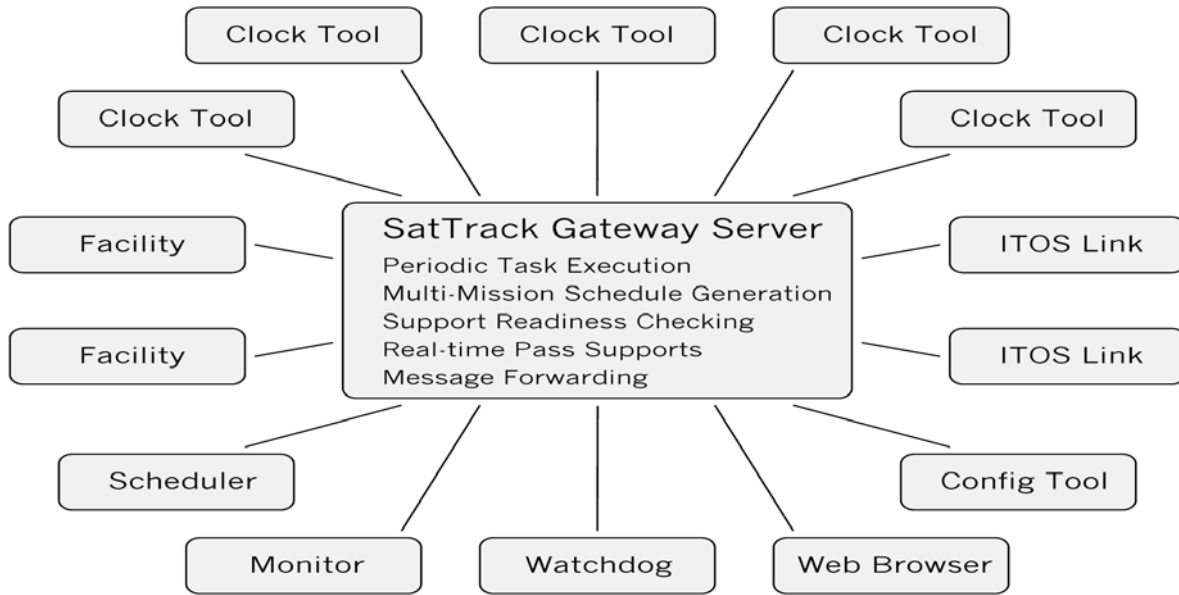 Clock Tool
Clock Tool
Clock Tool
Clock Tool
Clock Tool
SatTrack Gateway Server
Periodic Task Execution
Multi-Mission Schedule Generation
Support Readiness Checking
Real-time Pass Supports
Message Forwarding
Facility
ITOS Link
Facility
ITOS Link
Scheduler
Config Tool
Monitor
Watchdog
Web Browser